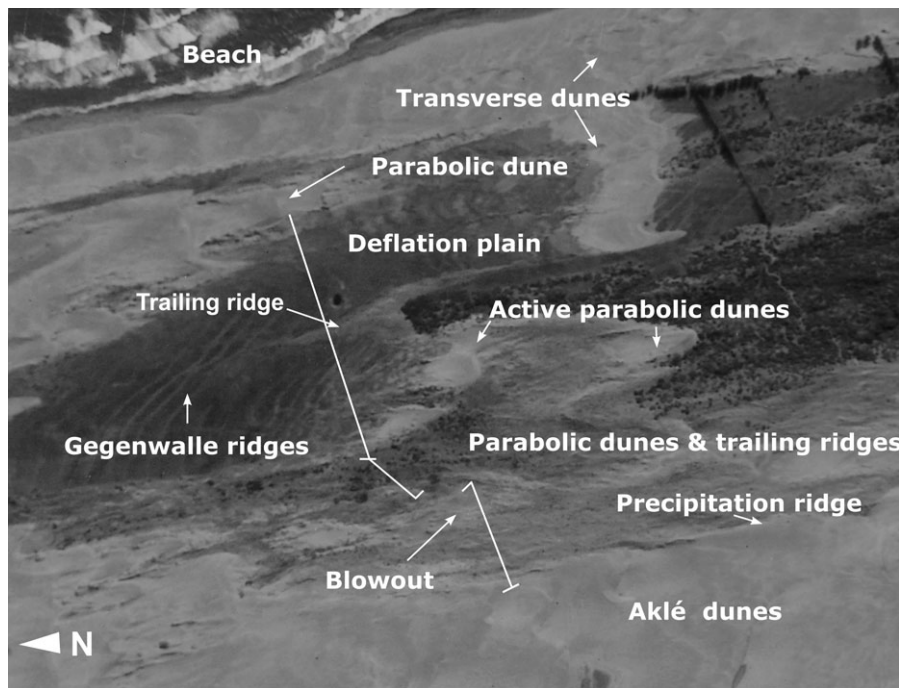 Beach
Transverse dunes
Parabolic dune
Deflation plain
Trailing ridge
Active parabolic dunes
Gegenwalle ridges
Parabolic dunes & trailing ridges
Precipitation ridge
Blowout
Aklé dunes
N